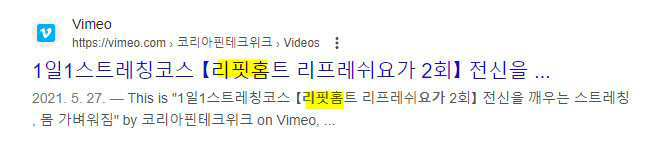 Vimeo
https://vimeo.com › 코리아핀테크위크 › Videos
1일1스트레칭코스【리핏홈트 리프레쉬요가 2회】전신을 ...
2021. 5. 27. — This is "1일1스트레칭코스【리핏홈트 리프레쉬요가 2회】전신을 깨우는 스트레칭
, 몸 가벼워짐" by 코리아핀테크위크 on Vimeo, ...